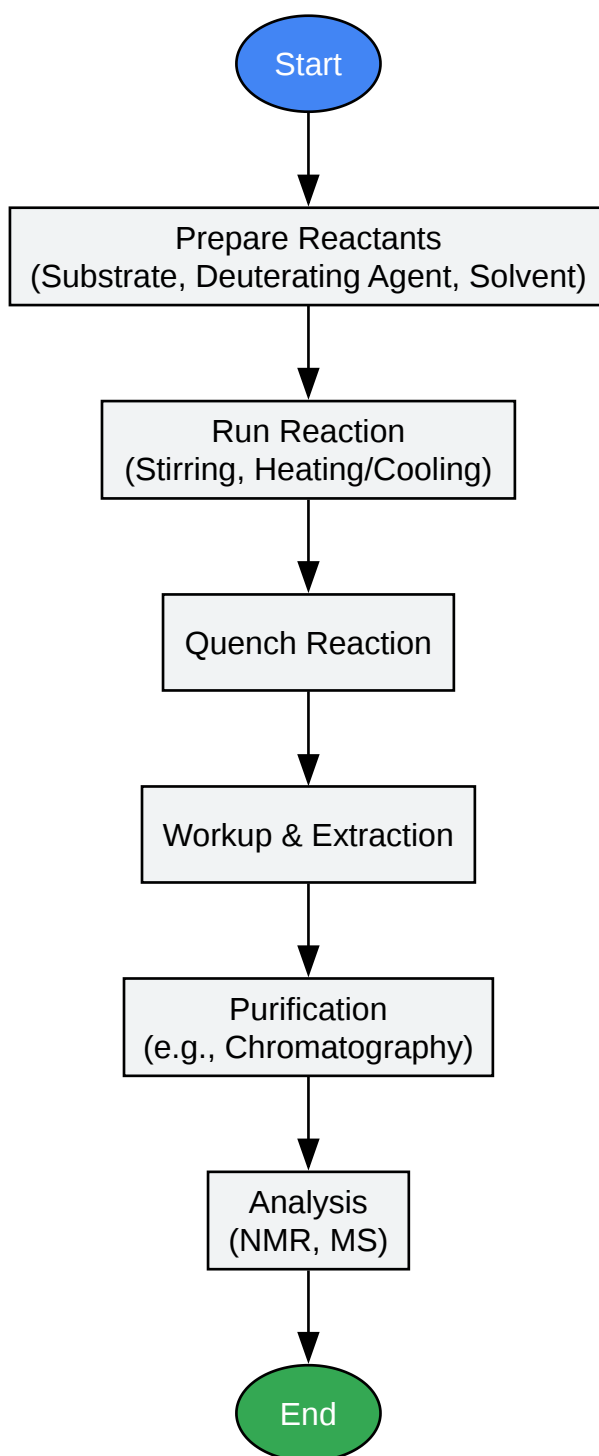 Start
Prepare Reactants
(Substrate, Deuterating Agent, Solvent)
Run Reaction
(Stirring, Heating/Cooling)
Quench Reaction
Workup & Extraction
Purification
(e.g., Chromatography)
Analysis
(NMR, MS)
End